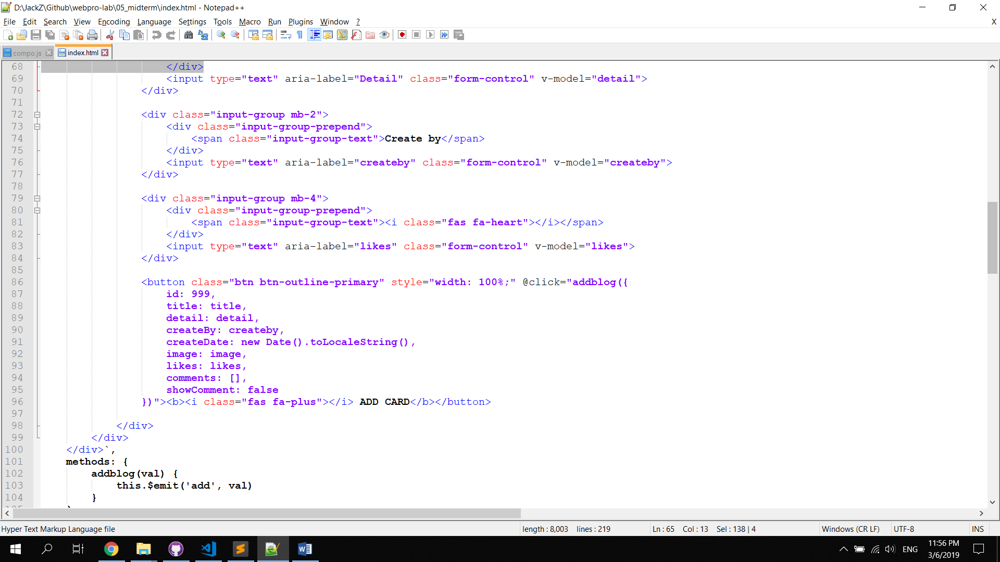 D:\JackZ\Github\webpro-lab\05_midterm\index.html - Notepad++
File Edit Search View Encoding Language Settings Tools Macro Run Plugins Window ? X
compo.js index.html
68 </div>
69 <input type="text" aria-label="Detail" class="form-control" v-model="detail">
70 </div>
71
72 <div class="input-group mb-2">
73 <div class="input-group-prepend">
74 <span class="input-group-text">Create by</span>
75 </div>
76 <input type="text" aria-label="createby" class="form-control" v-model="createby">
77 </div>
78
79 <div class="input-group mb-4">
80 <div class="input-group-prepend">
81 <span class="input-group-text"><i class="fas fa-heart"></i></span>
82 </div>
83 <input type="text" aria-label="likes" class="form-control" v-model="likes">
84 </div>
85
86 <button class="btn btn-outline-primary" style="width: 100%;" @click="addblog({
87 id: 999,
88 title: title,
89 detail: detail,
90 createBy: createby,
91 createDate: new Date().toLocaleString(),
92 image: image,
93 likes: likes,
94 comments: [],
95 showComment: false
96 })"><b><i class="fas fa-plus"></i> ADD CARD</b></button>
97
98 </div>
99 </div>
100 </div>`,
101 methods: {
102 addblog(val) {
103 this.$emit('add', val)
104 }
Hyper Text Markup Language file length : 8,003 lines : 219 Ln : 65 Col : 13 Sel : 138 | 4 Windows (CR LF) UTF-8 INS
ENG 11:56 PM
3/6/2019